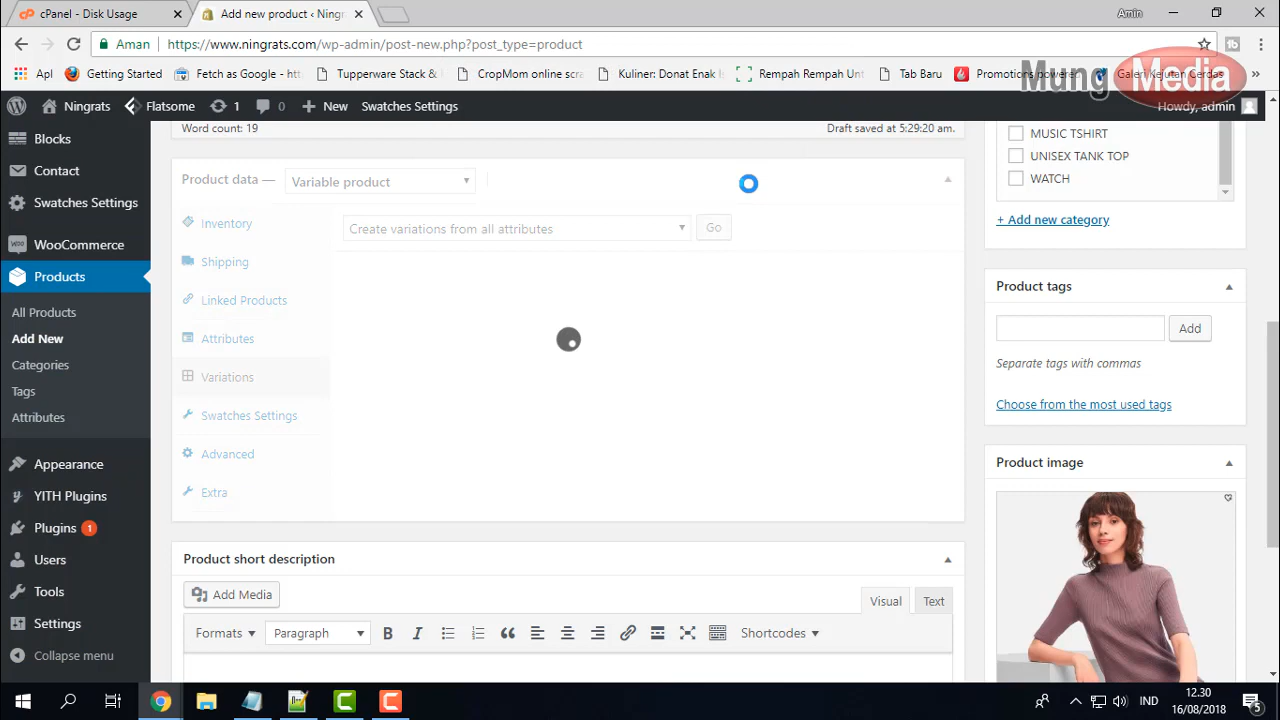 cPanel - Disk Usage
Add new product ‹ Ningr
Amin
Aman
https://www.ningrats.com/wp-admin/post-new.php?post_type=product
Apl
Getting Started
Fetch as Google - htt
Tupperware Stack &
CropMom online scra
Kuliner: Donat Enak
Rempah Rempah Unt
Tab Baru
Promotions power
Galeri Kejutan Cerdas
Mung Media
Ningrats
Flatsome
1
0
New
Swatches Settings
Howdy, admin
Blocks
Contact
Swatches Settings
WooCommerce
Products
All Products
Add New
Categories
Tags
Attributes
Appearance
YITH Plugins
Plugins 1
Users
Tools
Settings
Collapse menu
Word count: 19
Draft saved at 5:29:20 am.
Product data —
Variable product
Inventory
Shipping
Linked Products
Attributes
Variations
Swatches Settings
Advanced
Extra
Create variations from all attributes
Go
Product short description
Add Media
Visual
Text
Formats
Paragraph
B
I
Shortcodes
MUSIC TSHIRT
UNISEX TANK TOP
WATCH
+ Add new category
Product tags
Add
Separate tags with commas
Choose from the most used tags
Product image
IND
12.30
16/08/2018
5